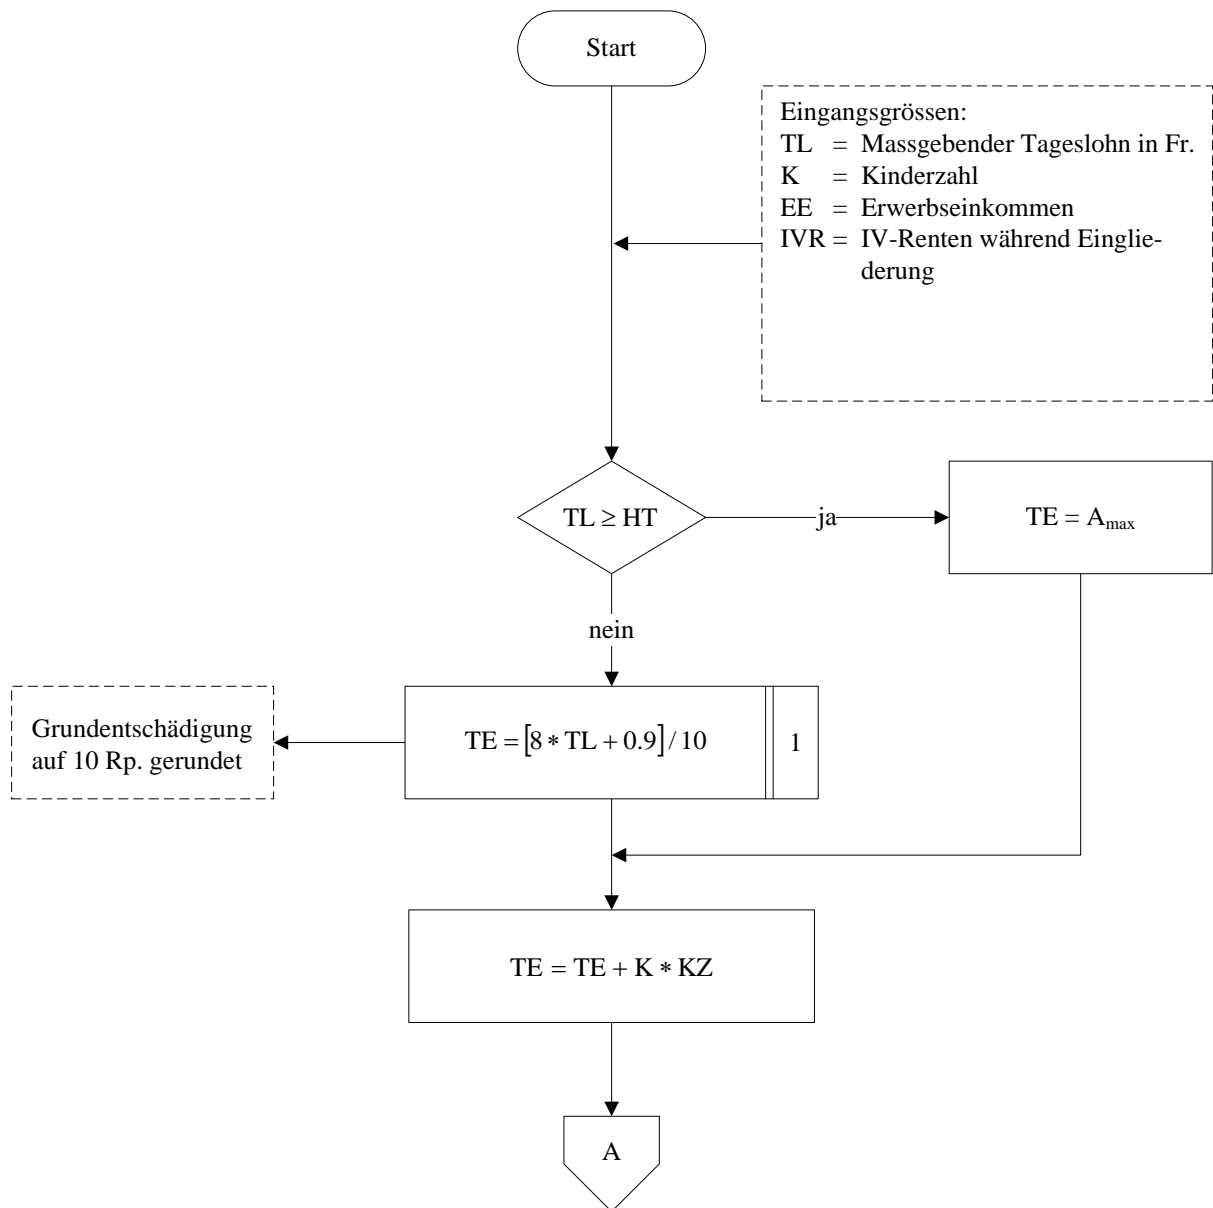 Start
Eingangsgrössen:
TL = Massgebender Tageslohn in Fr.
K = Kinderzahl
EE = Erwerbseinkommen
IVR = IV-Renten während Einglie-
derung
TL ≥ HT
ja
TE = Amax
nein
Grundentschädigung
auf 10 Rp. gerundet
TE = [8 * TL + 0.9] / 10
1
TE = TE + K * KZ
A